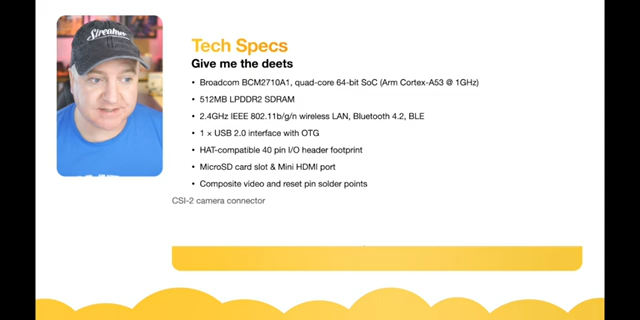 Streamer
Tech Specs
Give me the deets
• Broadcom BCM2710A1, quad-core 64-bit SoC (Arm Cortex-A53 @ 1GHz)
• 512MB LPDDR2 SDRAM
• 2.4GHz IEEE 802.11b/g/n wireless LAN, Bluetooth 4.2, BLE
• 1 × USB 2.0 interface with OTG
• HAT-compatible 40 pin I/O header footprint
• MicroSD card slot & Mini HDMI port
• Composite video and reset pin solder points
CSI-2 camera connector